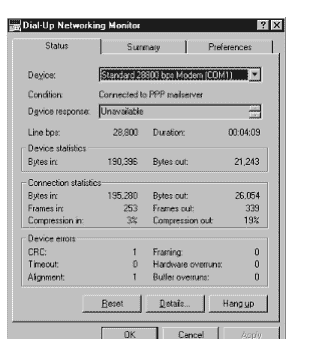 Dial-Up Networking Monitor
Status Summary Preferences
Device: Standard 28800 bps Modem (COM1)
Condition: Connected to PPP mailserver
Device response: Unavailable
Line bps: 28,800 Duration: 00:04:09
Device statistics
Bytes in: 190,396 Bytes out: 21,243
Connection statistics
Bytes in: 195,280 Bytes out: 26,054
Frames in: 253 Frames out: 339
Compression in: 3% Compression out: 19%
Device errors
CRC: 1 Framing: 0
Timeout: 0 Hardware overruns: 0
Alignment: 1 Buffer overruns: 0
Reset Details... Hang up
OK Cancel Apply